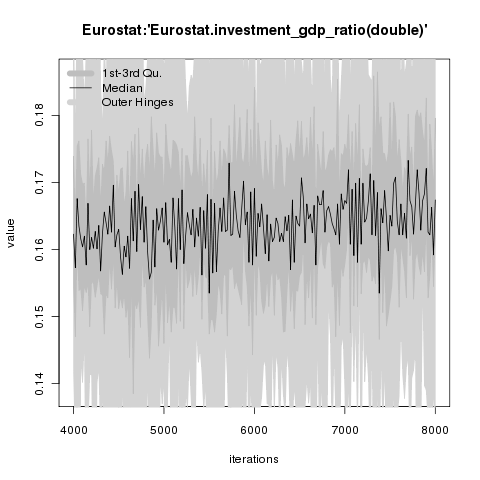 Eurostat:'Eurostat.investment_gdp_ratio(double)'
1st-3rd Qu.
Median
Outer Hinges
value
0.18
0.17
0.16
0.15
0.14
4000 5000 6000 7000 8000
iterations